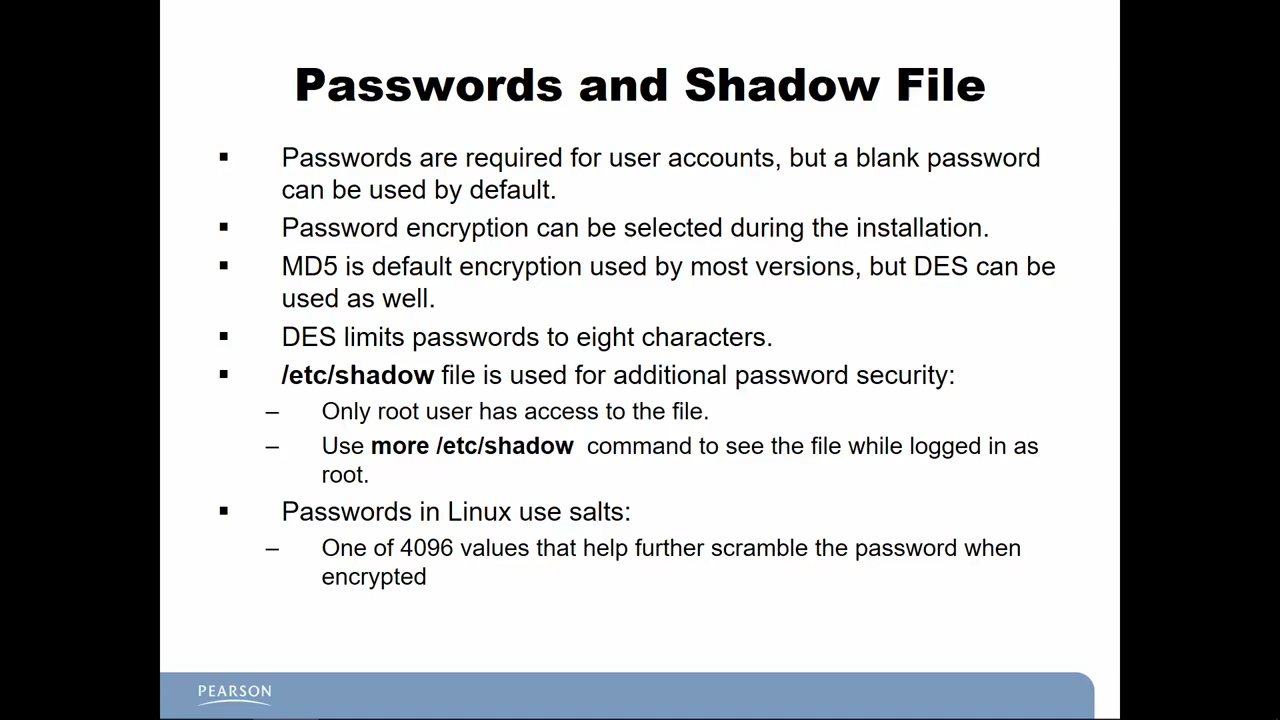 Passwords and Shadow File
▪ Passwords are required for user accounts, but a blank password
can be used by default.
▪ Password encryption can be selected during the installation.
▪ MD5 is default encryption used by most versions, but DES can be
used as well.
▪ DES limits passwords to eight characters.
▪ /etc/shadow file is used for additional password security:
– Only root user has access to the file.
– Use more /etc/shadow command to see the file while logged in as
root.
▪ Passwords in Linux use salts:
– One of 4096 values that help further scramble the password when
encrypted
PEARSON